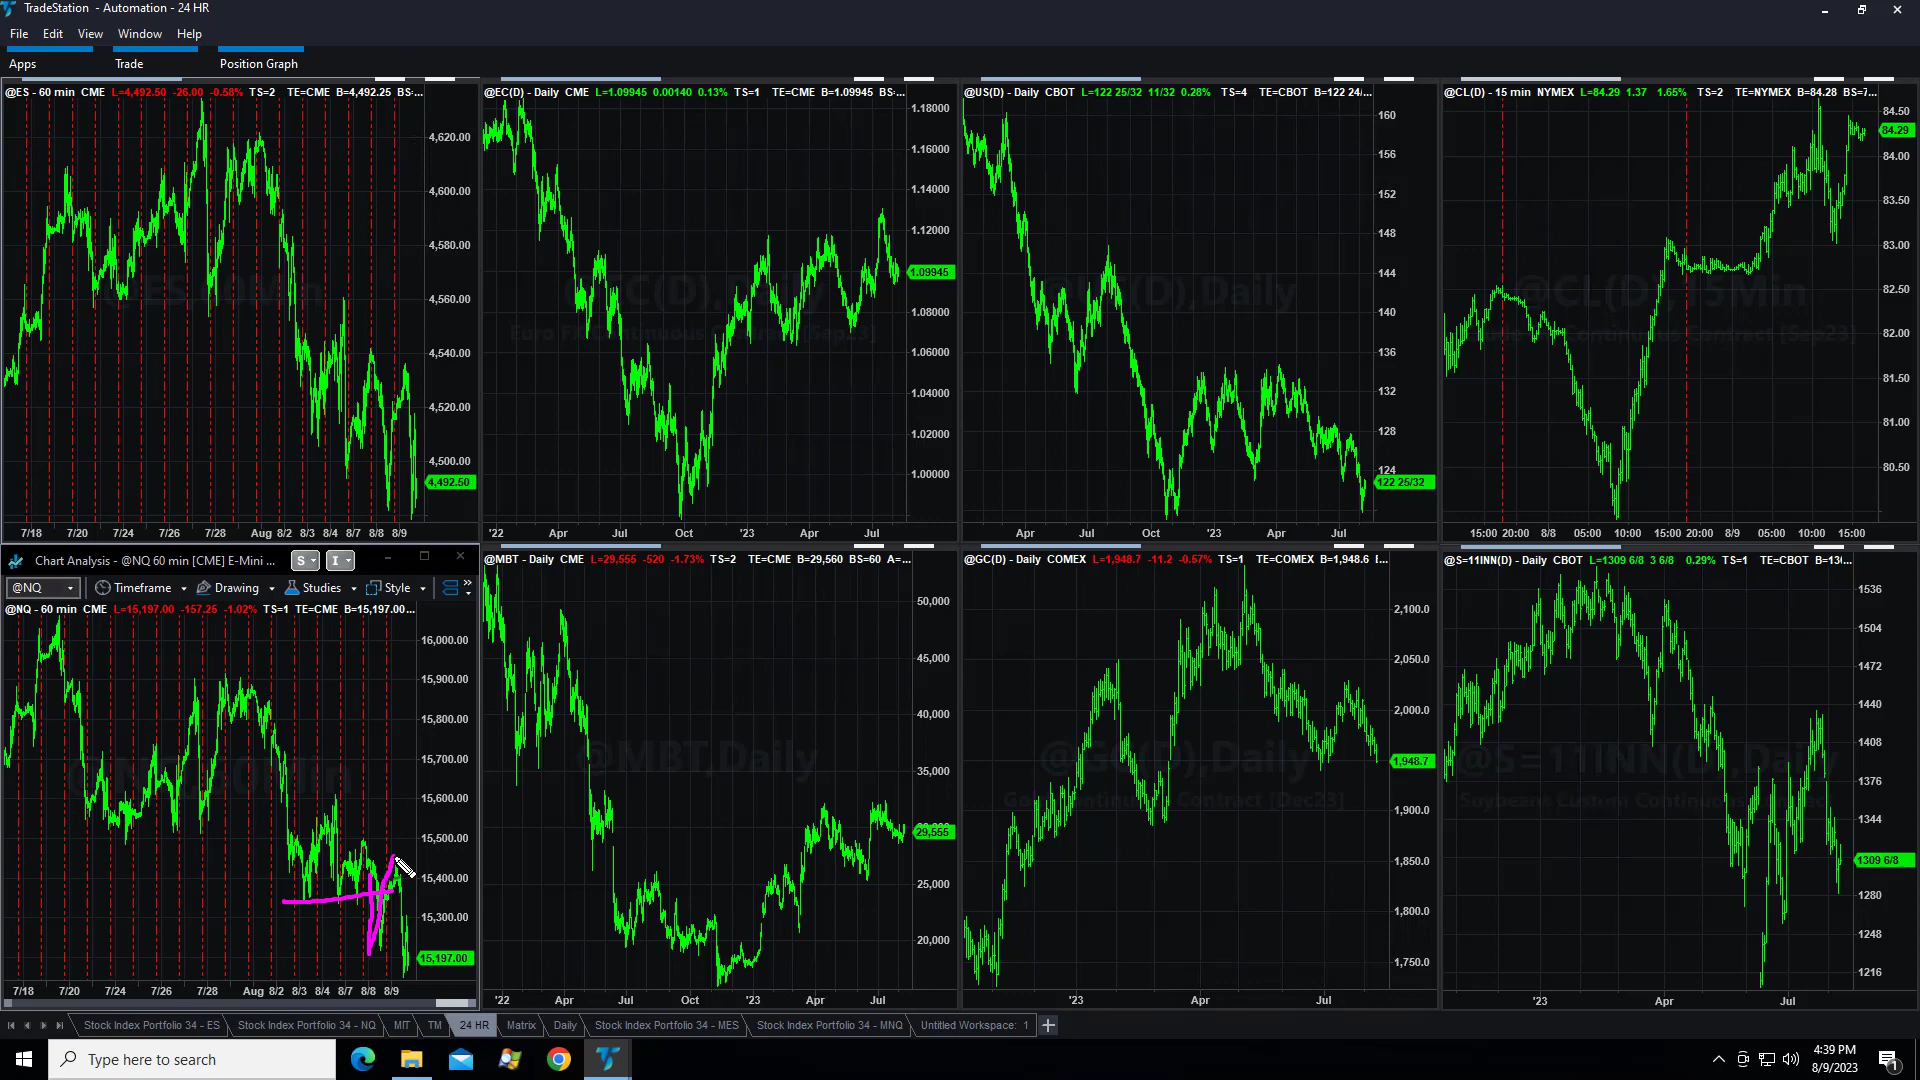 TradeStation - Automation - 24 HR
File Edit View Window Help
Apps Trade Position Graph
@ES - 60 min CME L=4,492.50 -26.00 -0.58% TS=2 TE=CME B=4,492.25 BS:...
4,620.00
4,600.00
4,580.00
4,560.00
4,540.00
4,520.00
4,500.00
4,492.50
7/18 7/20 7/24 7/26 7/28 Aug 8/2 8/3 8/4 8/7 8/8 8/9
@EC(D) - Daily CME L=1.09945 0.00140 0.13% TS=1 TE=CME B=1.09945 BS:...
1.18000
1.16000
1.14000
1.12000
1.09945
1.08000
1.06000
1.04000
1.02000
1.00000
'22 Apr Jul Oct '23 Apr Jul
@US(D) - Daily CBOT L=122 25/32 11/32 0.28% TS=4 TE=CBOT B=122 24/...
160
156
152
148
144
140
136
132
128
124
122 25/32
Apr Jul Oct '23 Apr Jul
@CL(D) - 15 min NYMEX L=84.29 1.37 1.65% TS=2 TE=NYMEX B=84.28 BS=7...
84.50
84.29
84.00
83.50
83.00
82.50
82.00
81.50
81.00
80.50
15:00 20:00 8/8 05:00 10:00 15:00 20:00 8/9 05:00 10:00 15:00
Chart Analysis - @NQ 60 min [CME] E-Mini ... S I
@NQ Timeframe Drawing Studies Style
@NQ - 60 min CME L=15,197.00 -157.25 -1.02% TS=1 TE=CME B=15,197.00...
16,000.00
15,900.00
15,800.00
15,700.00
15,600.00
15,500.00
15,400.00
15,300.00
15,197.00
7/18 7/20 7/24 7/26 7/28 Aug 8/2 8/3 8/4 8/7 8/8 8/9
@MBT - Daily CME L=29,555 -520 -1.73% TS=2 TE=CME B=29,560 BS=60 A=...
@MBT,Daily
50,000
45,000
40,000
35,000
29,555
25,000
20,000
'22 Apr Jul Oct '23 Apr Jul
@GC(D) - Daily COMEX L=1,948.7 -11.2 -0.57% TS=1 TE=COMEX B=1,948.6 I...
@GC(D),Daily
2,100.0
2,050.0
2,000.0
1,948.7
1,900.0
1,850.0
1,800.0
1,750.0
'23 Apr Jul
@S=11INN(D) - Daily CBOT L=1309 6/8 3 6/8 0.29% TS=1 TE=CBOT B=13(...
1536
1504
1472
1440
1408
1376
1344
1309 6/8
1280
1248
1216
'23 Apr Jul
Stock Index Portfolio 34 - ES Stock Index Portfolio 34 - NQ MIT TM 24 HR Matrix Daily Stock Index Portfolio 34 - MES Stock Index Portfolio 34 - MNQ Untitled Workspace: 1
Type here to search
4:39 PM
8/9/2023
1